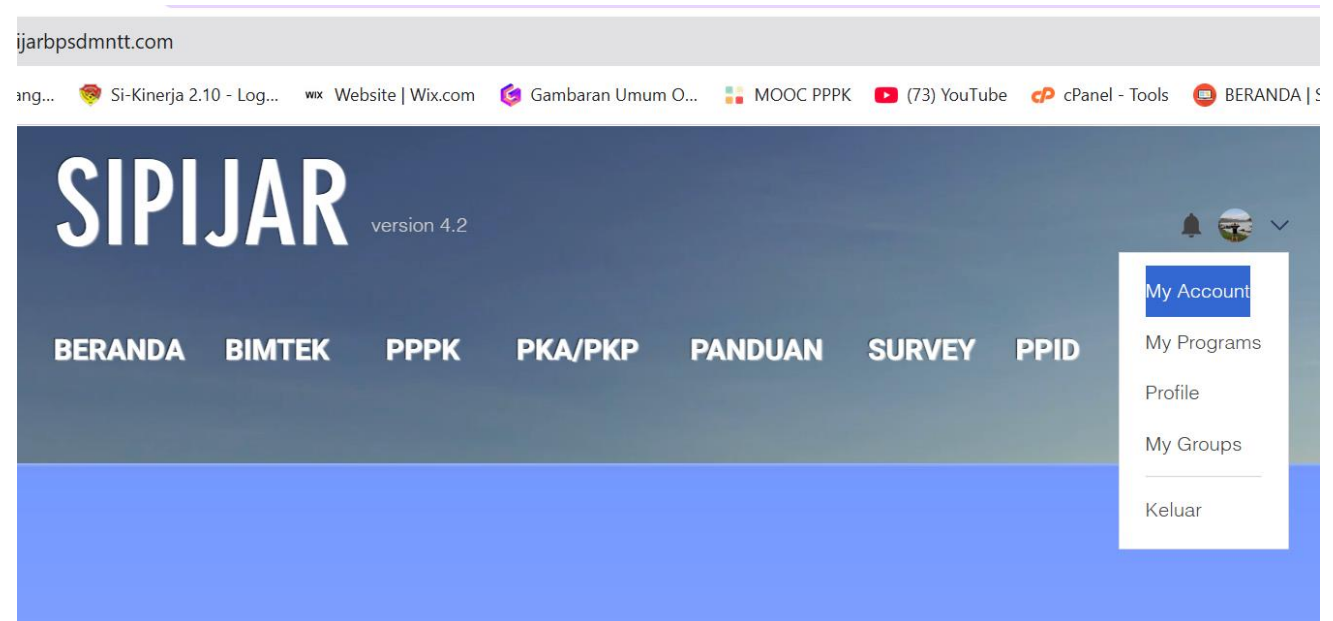 ijarbpsdmntt.com
ang... Si-Kinerja 2.10 - Log... WIX Website | Wix.com Gambaran Umum O... MOOC PPPK (73) YouTube cP cPanel - Tools BERANDA | S
SIPIJAR version 4.2
BERANDA BIMTEK PPPK PKA/PKP PANDUAN SURVEY PPID
My Account
My Programs
Profile
My Groups
Keluar